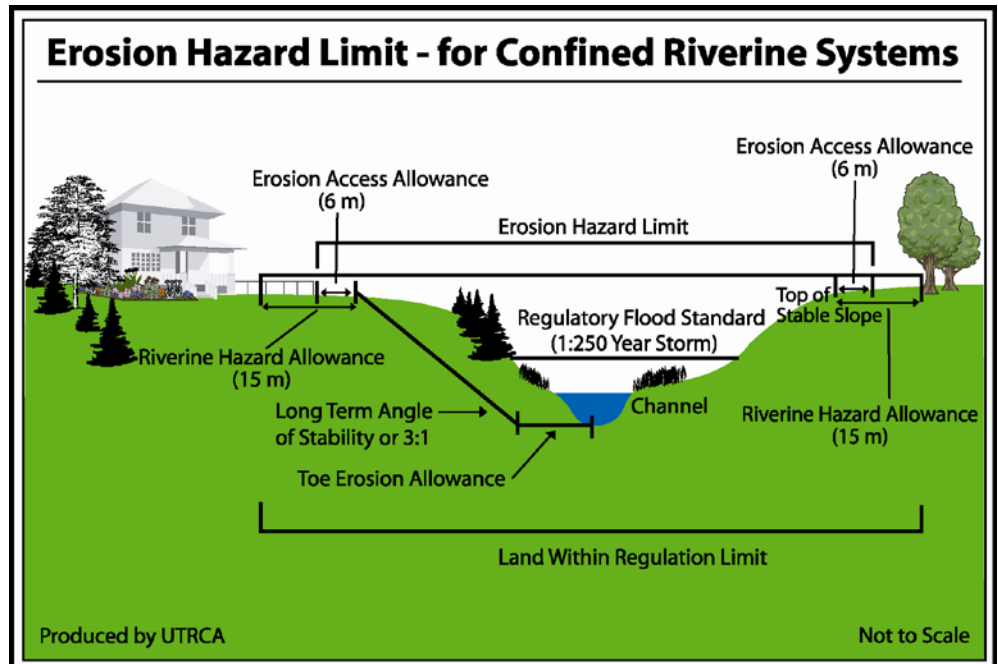 Erosion Hazard Limit - for Confined Riverine Systems
Erosion Access Allowance
(6 m)
Erosion Access Allowance
(6 m)
Erosion Hazard Limit
Top of
Stable Slope
Regulatory Flood Standard
(1:250 Year Storm)
Riverine Hazard Allowance
(15 m)
Long Term Angle
of Stability or 3:1
Channel
Riverine Hazard Allowance
(15 m)
Toe Erosion Allowance
Land Within Regulation Limit
Produced by UTRCA
Not to Scale